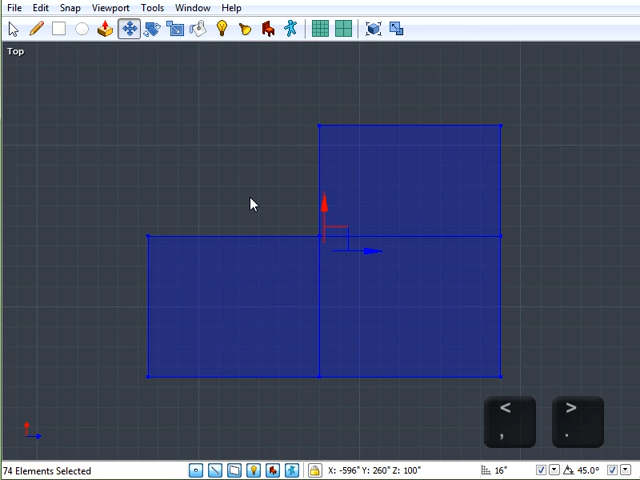 File Edit Snap Viewport Tools Window Help
Top
< >
, .
74 Elements Selected X: -596" Y: 260" Z: 100" 16" 45.0°